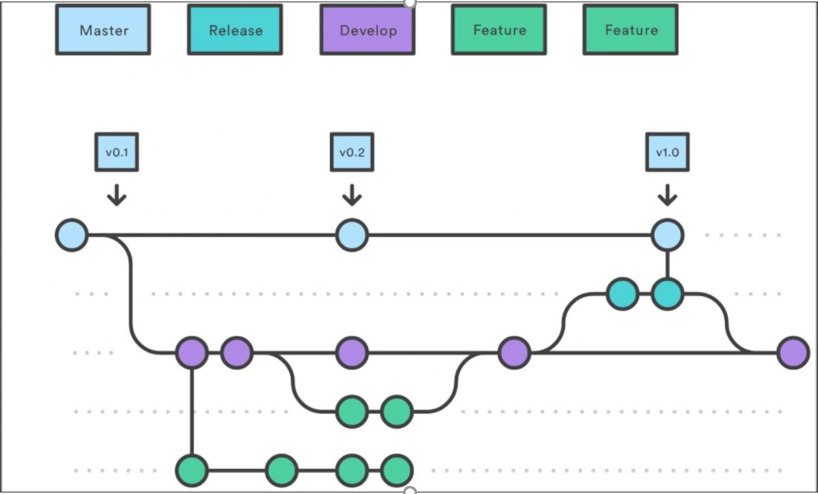 Master
Release
Develop
Feature
Feature
v0.1
v0.2
v1.0